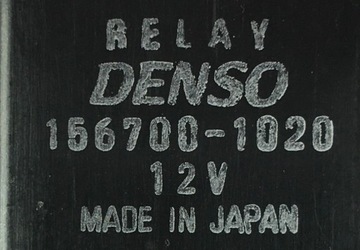 RELAY
DENSO
156700-1020
12V
MADE IN JAPAN